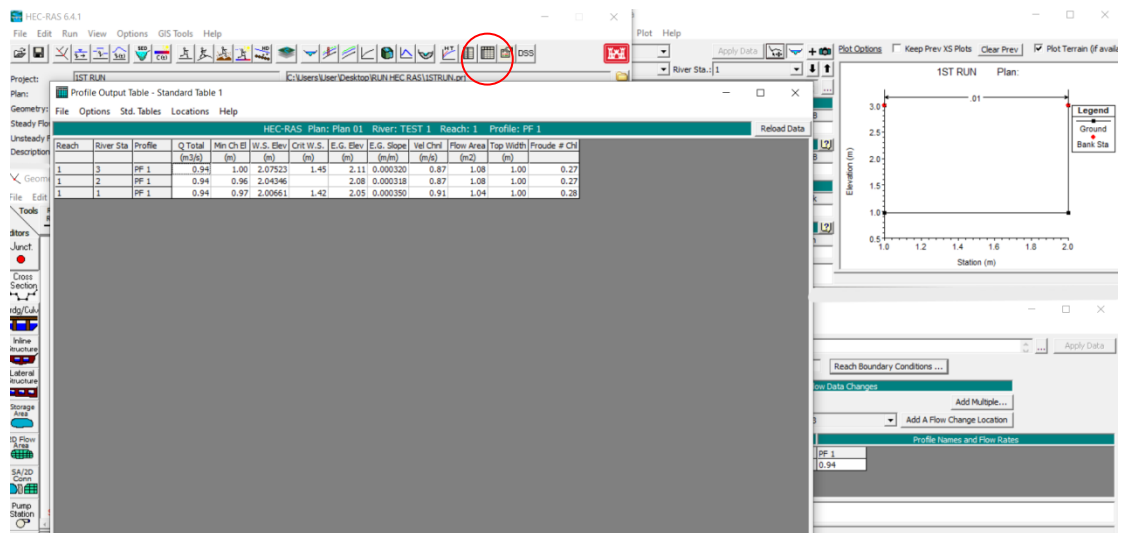 HEC-RAS 6.4.1
File Edit Run View Options GIS Tools Help
DSS
Project: 1ST RUN C:\Users\User\Desktop\RUN HEC RAS\1STRUN.prj
Plan:
Geometry:
Steady Flo
Unsteady F
Description
Profile Output Table - Standard Table 1
File Options Std. Tables Locations Help
HEC-RAS Plan: Plan 01 River: TEST 1 Reach: 1 Profile: PF 1
Reload Data
Reach River Sta Profile Q Total Min Ch El W.S. Elev Crit W.S. E.G. Elev E.G. Slope Vel Chnl Flow Area Top Width Froude # Chl
(m3/s) (m) (m) (m) (m) (m/m) (m/s) (m2) (m)
1 3 PF 1 0.94 1.00 2.07523 1.45 2.11 0.000320 0.87 1.08 1.00 0.27
1 2 PF 1 0.94 0.96 2.04346 2.08 0.000318 0.87 1.08 1.00 0.27
1 1 PF 1 0.94 0.97 2.00661 1.42 2.05 0.000350 0.91 1.04 1.00 0.28
Geom
File Edit
Tools
ditors
Junct.
Cross
Section
rdg/Culv
Inline
Structure
Lateral
Structure
Storage
Area
2D Flow
Area
SA/2D
Conn
Pump
Station
Plot Help
Apply Data
Plot Options Keep Prev XS Plots Clear Prev Plot Terrain (if availa
River Sta.: 1
1ST RUN Plan:
.01
Legend
Ground
Bank Sta
Elevation (m)
3.0
2.5
2.0
1.5
1.0
0.5
1.0 1.2 1.4 1.6 1.8 2.0
Station (m)
... Apply Data
Reach Boundary Conditions ...
low Data Changes
Add Multiple...
Add A Flow Change Location
Profile Names and Flow Rates
PF 1
0.94